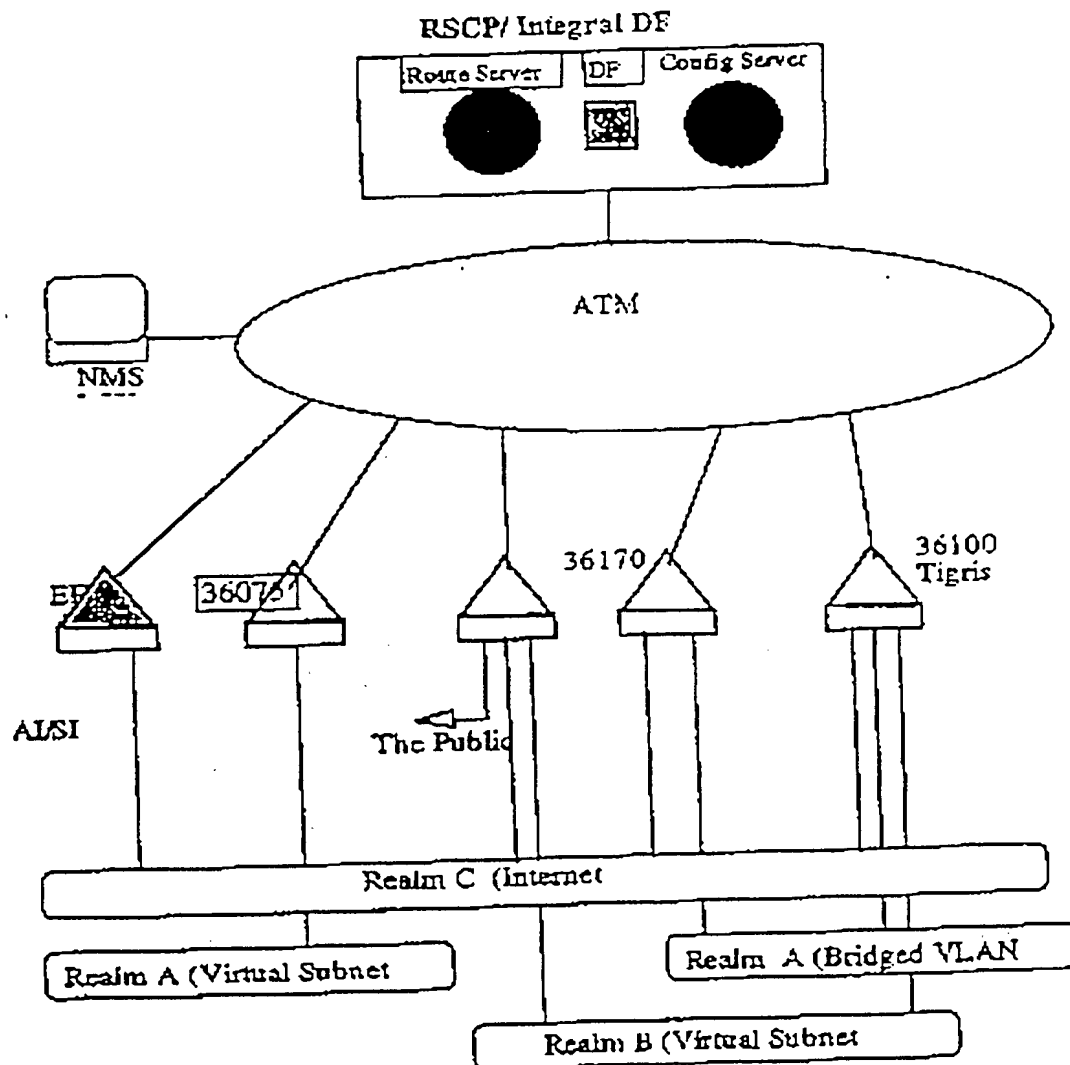 RSCP/ Integral DF
Route Server
DF
Config Server
ATM
NMS
36075
36170
36100
Tigris
AI/SI
The Public
Realm C (Internet
Realm A (Virtual Subnet
Realm A (Bridged VLAN
Realm B (Virtual Subnet